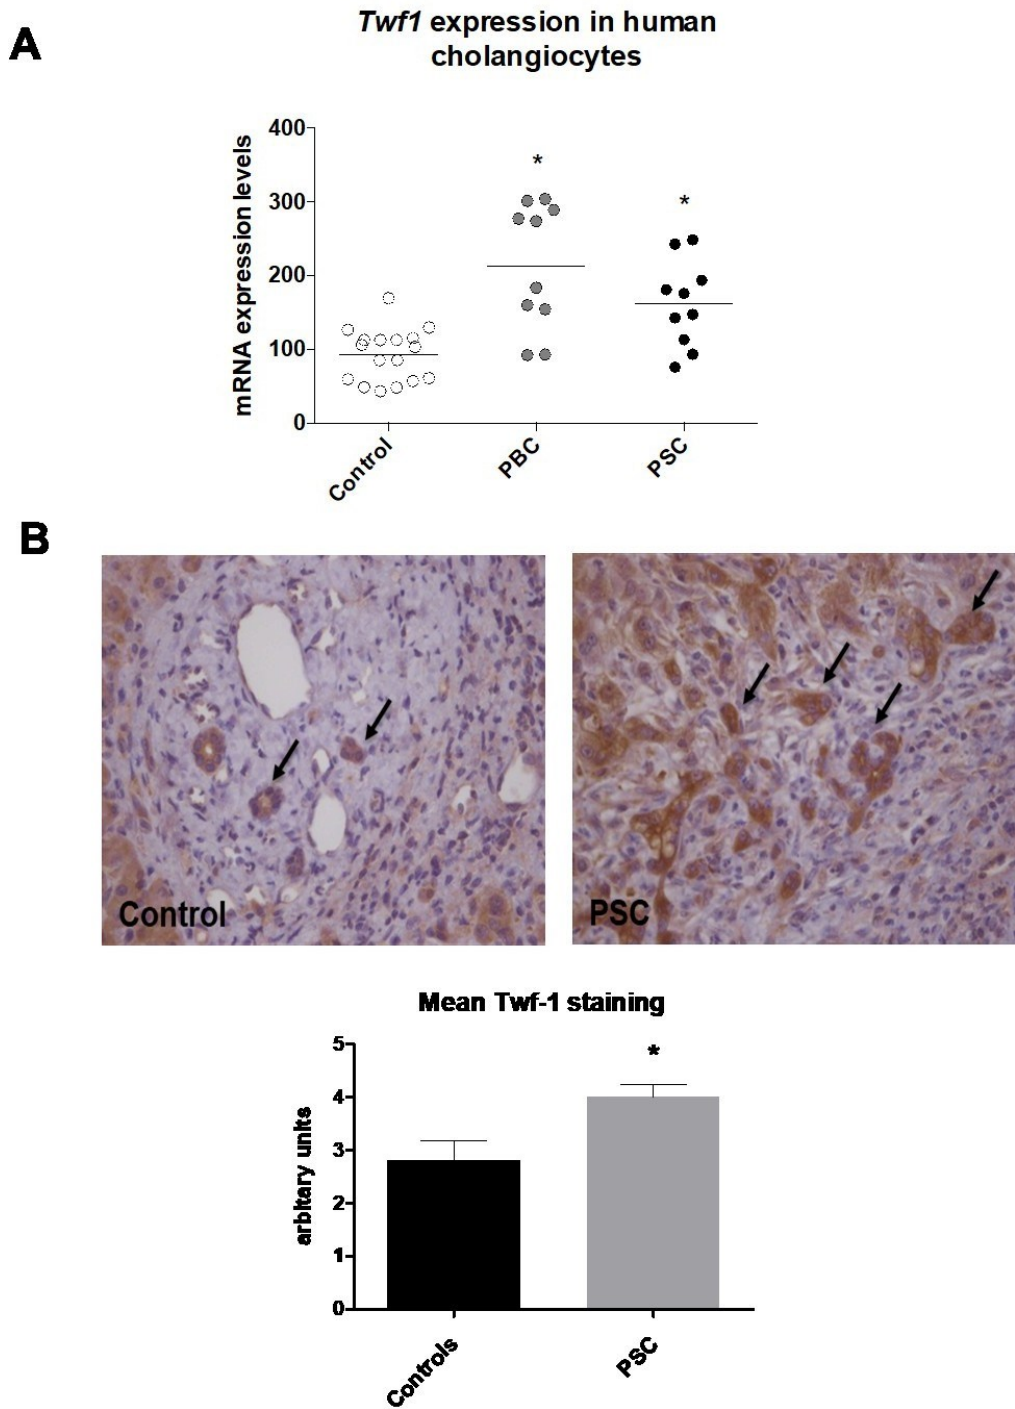 A
Twf1 expression in human
cholangiocytes
mRNA expression levels
400
300
200
100
0
*
*
Control
PBC
PSC
B
Control
PSC
Mean Twf-1 staining
arbitary units
5
4
3
2
1
0
*
Controls
PSC